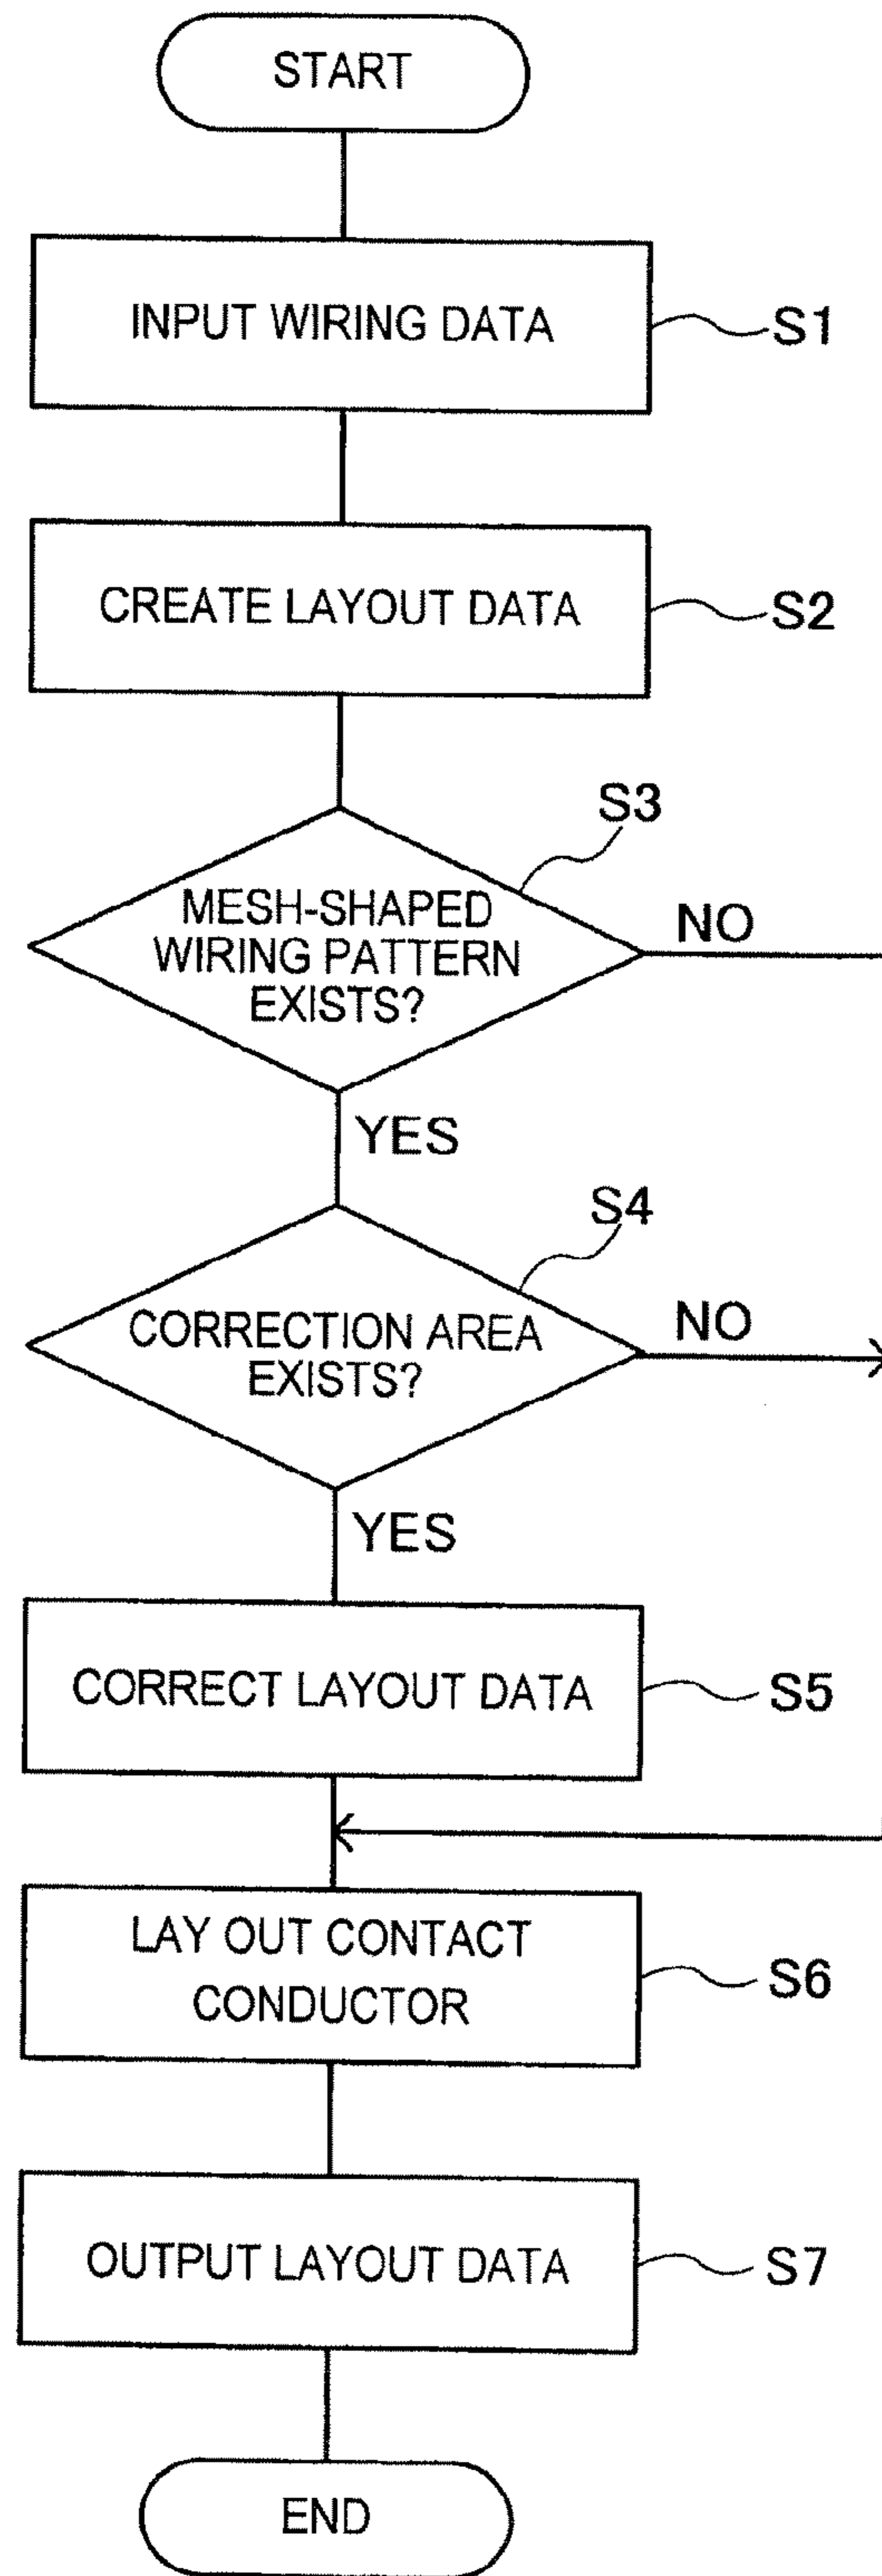 START
INPUT WIRING DATA
S1
CREATE LAYOUT DATA
S2
S3
MESH-SHAPED
WIRING PATTERN
EXISTS?
NO
YES
S4
CORRECTION AREA
EXISTS?
NO
YES
CORRECT LAYOUT DATA
S5
LAY OUT CONTACT
CONDUCTOR
S6
OUTPUT LAYOUT DATA
S7
END